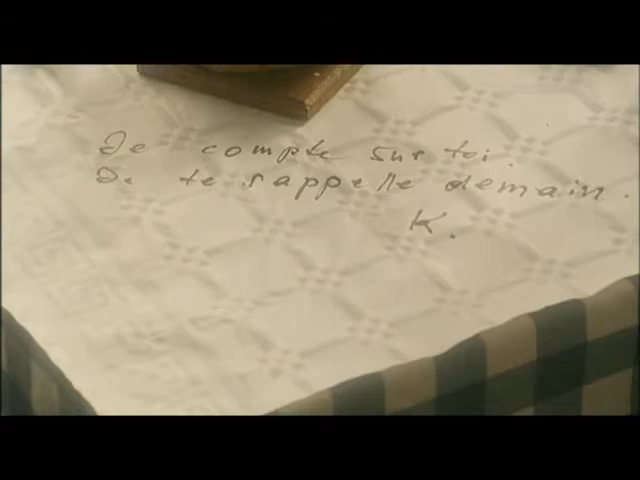 Je compte sur toi.
Je te rappelle demain.
K.